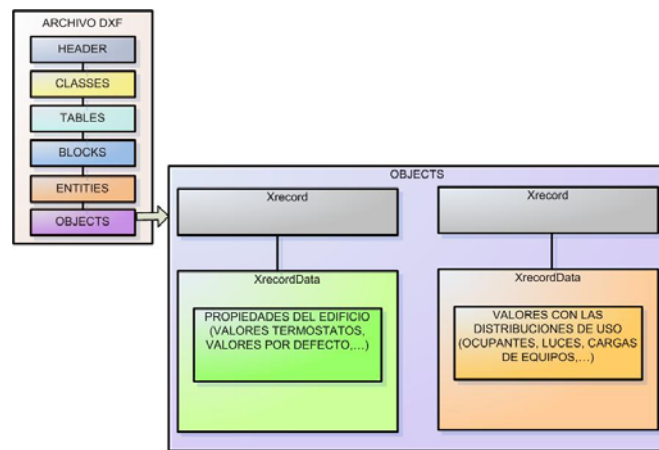 ARCHIVO DXF
HEADER
CLASSES
TABLES
BLOCKS
ENTITIES
OBJECTS
OBJECTS
Xrecord
XrecordData
PROPIEDADES DEL EDIFICIO
(VALORES TERMOSTATOS,
VALORES POR DEFECTO,...)
Xrecord
XrecordData
VALORES CON LAS
DISTRIBUCIONES DE USO
(OCUPANTES, LUCES, CARGAS
DE EQUIPOS,...)